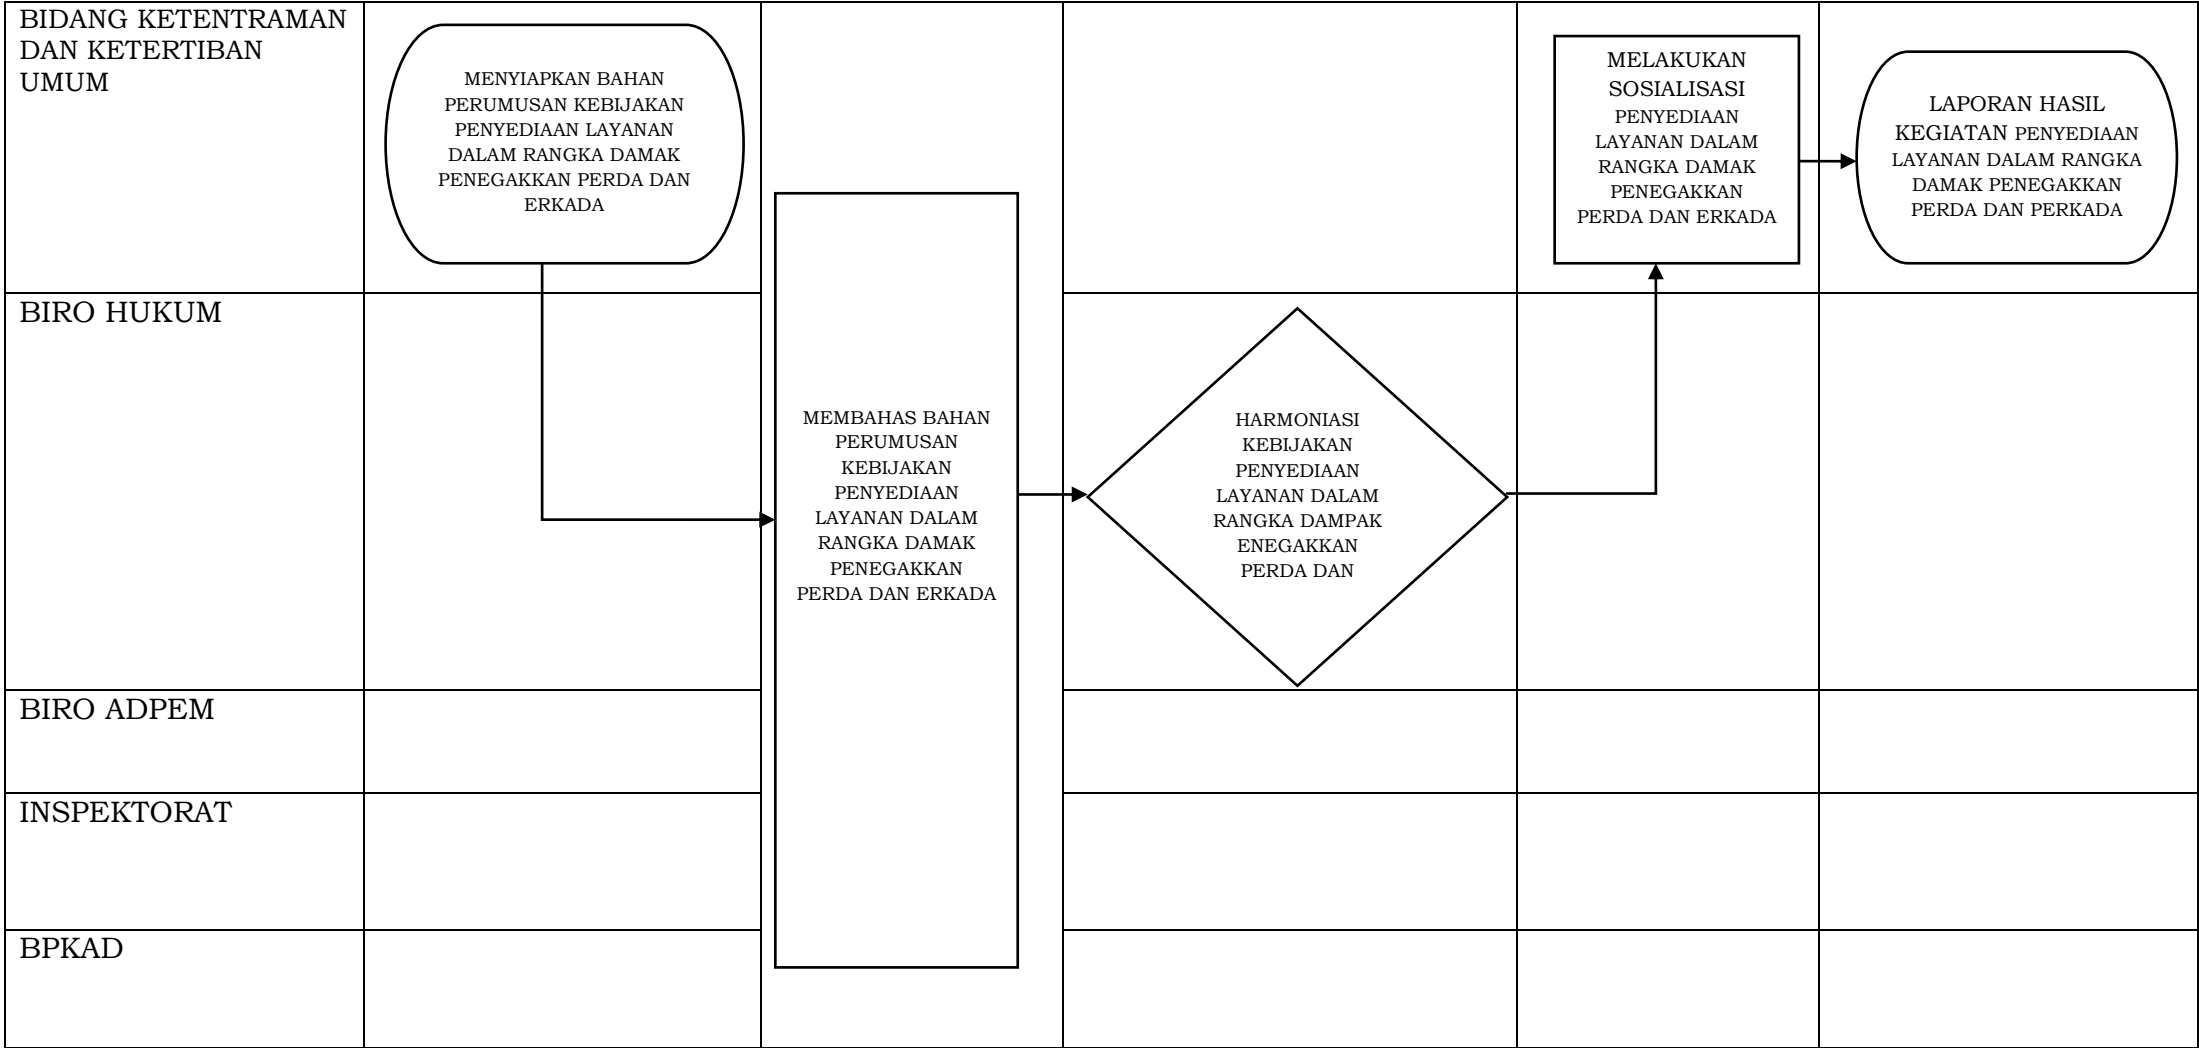 BIDANG KETENTRAMAN
DAN KETERTIBAN
UMUM
MENYIAPKAN BAHAN
PERUMUSAN KEBIJAKAN
PENYEDIAAN LAYANAN
DALAM RANGKA DAMAK
PENEGAKKAN PERDA DAN
ERKADA
MELAKUKAN
SOSIALISASI
PENYEDIAAN
LAYANAN DALAM
RANGKA DAMAK
PENEGAKKAN
PERDA DAN ERKADA
LAPORAN HASIL
KEGIATAN PENYEDIAAN
LAYANAN DALAM RANGKA
DAMAK PENEGAKKAN
PERDA DAN PERKADA
BIRO HUKUM
MEMBAHAS BAHAN
PERUMUSAN
KEBIJAKAN
PENYEDIAAN
LAYANAN DALAM
RANGKA DAMAK
PENEGAKKAN
PERDA DAN ERKADA
HARMONIASI
KEBIJAKAN
PENYEDIAAN
LAYANAN DALAM
RANGKA DAMPAK
ENEGAKKAN
PERDA DAN
BIRO ADPEM
INSPEKTORAT
BPKAD